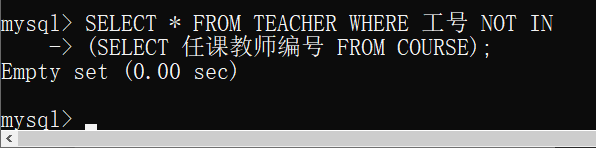 mysql> SELECT * FROM TEACHER WHERE 工号 NOT IN
    -> (SELECT 任课教师编号 FROM COURSE);
Empty set (0.00 sec)
mysql>